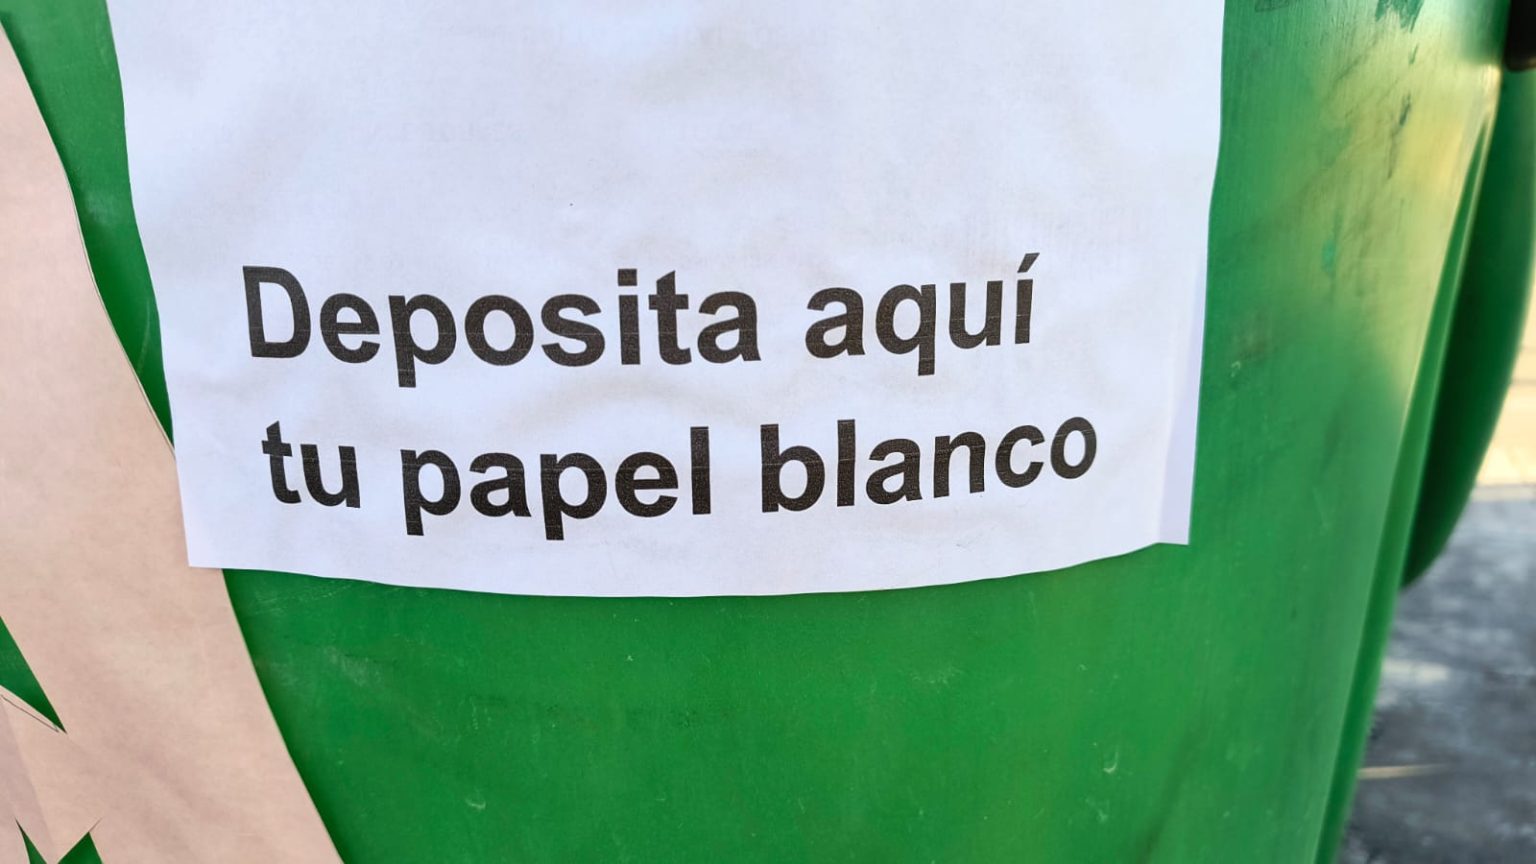 Deposita aquí
tu papel blanco